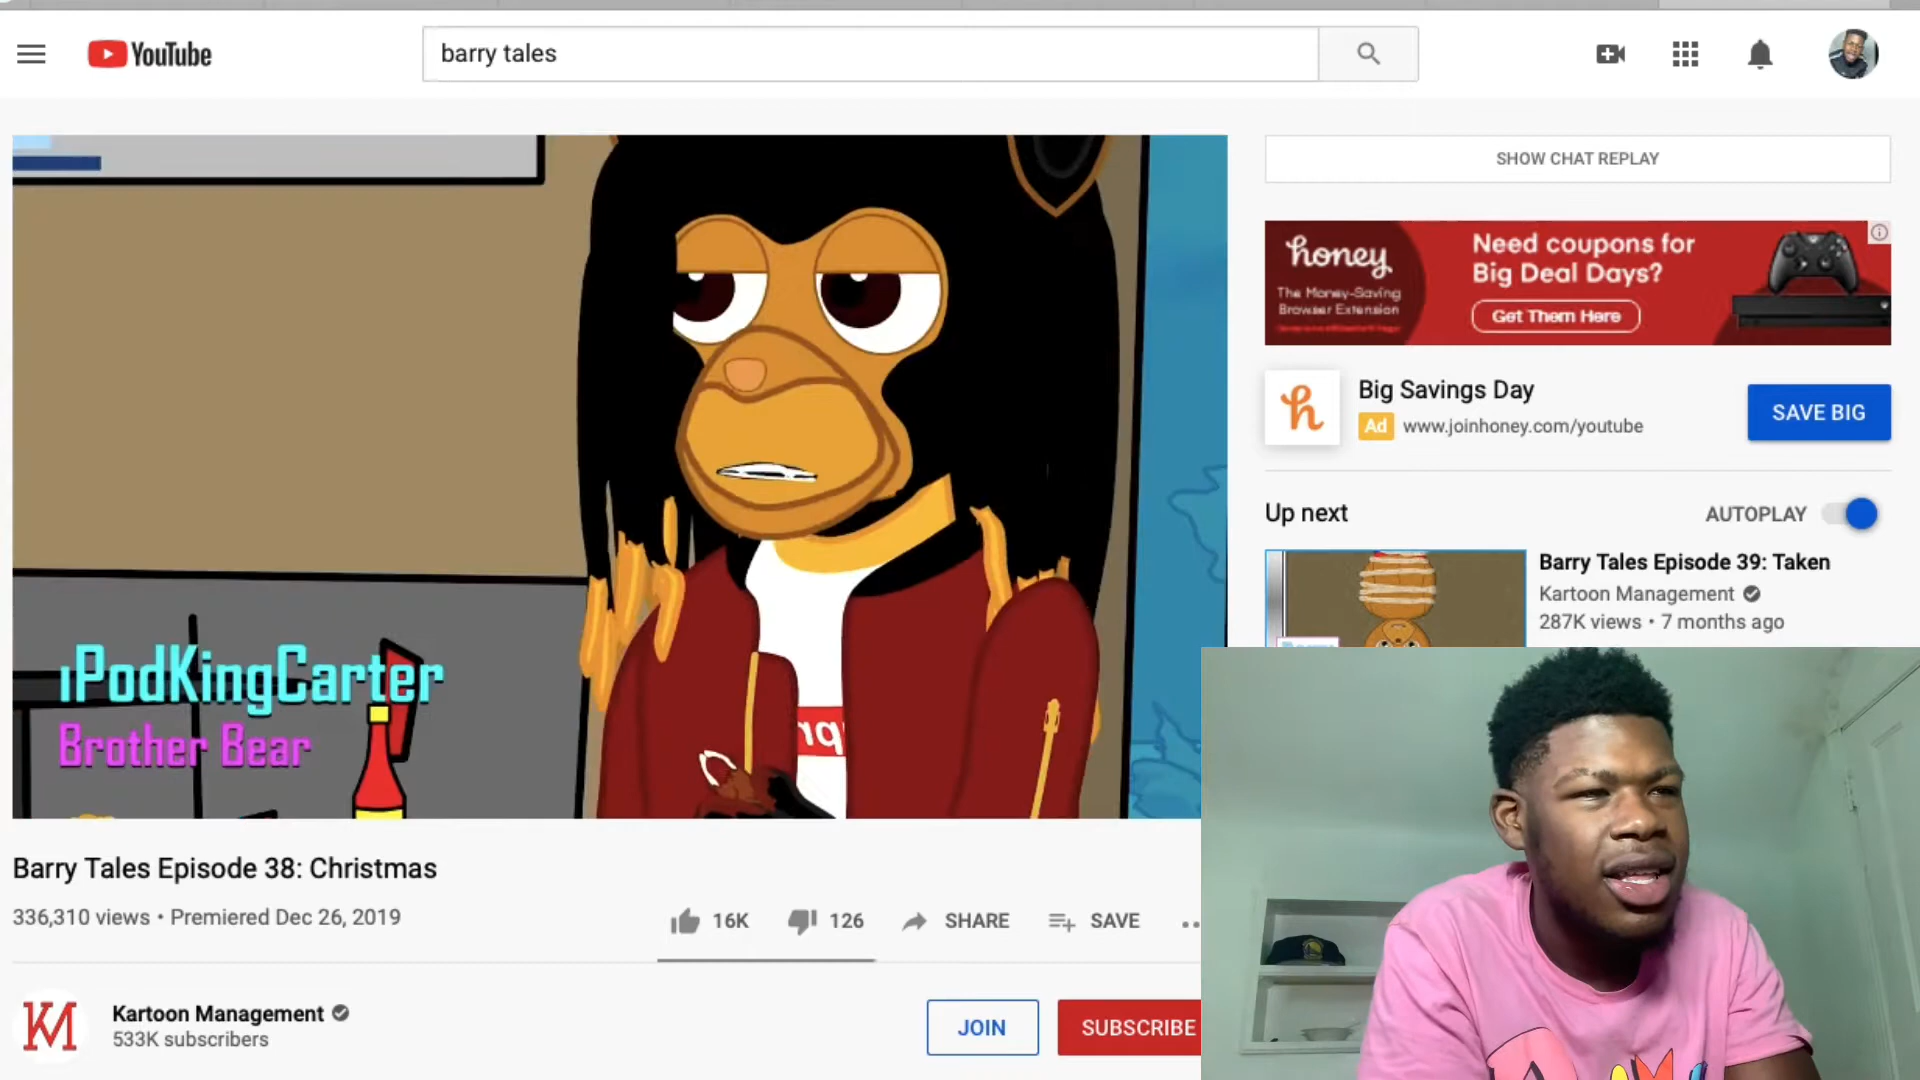 YouTube
barry tales
SHOW CHAT REPLAY
honey
The Money-Saving
Browser Extension
Need coupons for
Big Deal Days?
Get Them Here
Big Savings Day
Ad www.joinhoney.com/youtube
SAVE BIG
Up next
AUTOPLAY
Barry Tales Episode 39: Taken
Kartoon Management
287K views • 7 months ago
iPodKingCarter
Brother Bear
Barry Tales Episode 38: Christmas
336,310 views • Premiered Dec 26, 2019
16K
126
SHARE
SAVE
KM
Kartoon Management
533K subscribers
JOIN
SUBSCRIBE